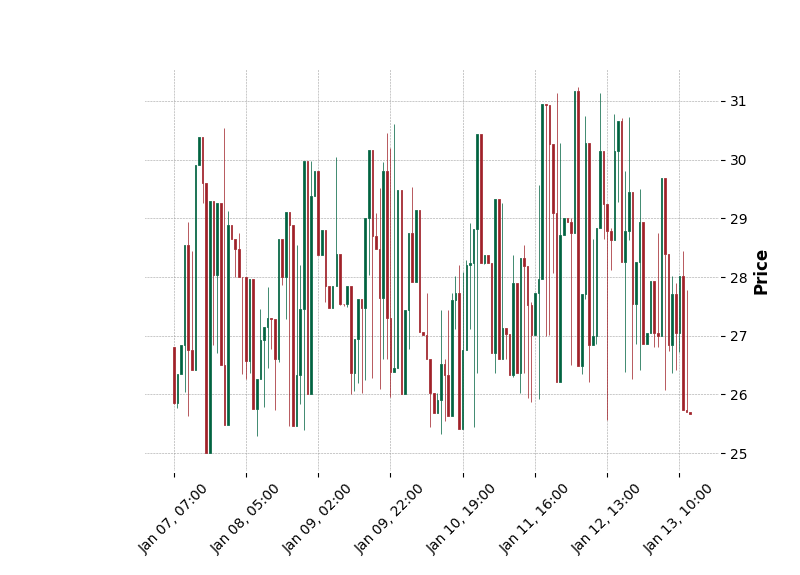 31
30
29
28
27
26
25
Price
Jan 07, 07:00
Jan 08, 05:00
Jan 09, 02:00
Jan 09, 22:00
Jan 10, 19:00
Jan 11, 16:00
Jan 12, 13:00
Jan 13, 10:00